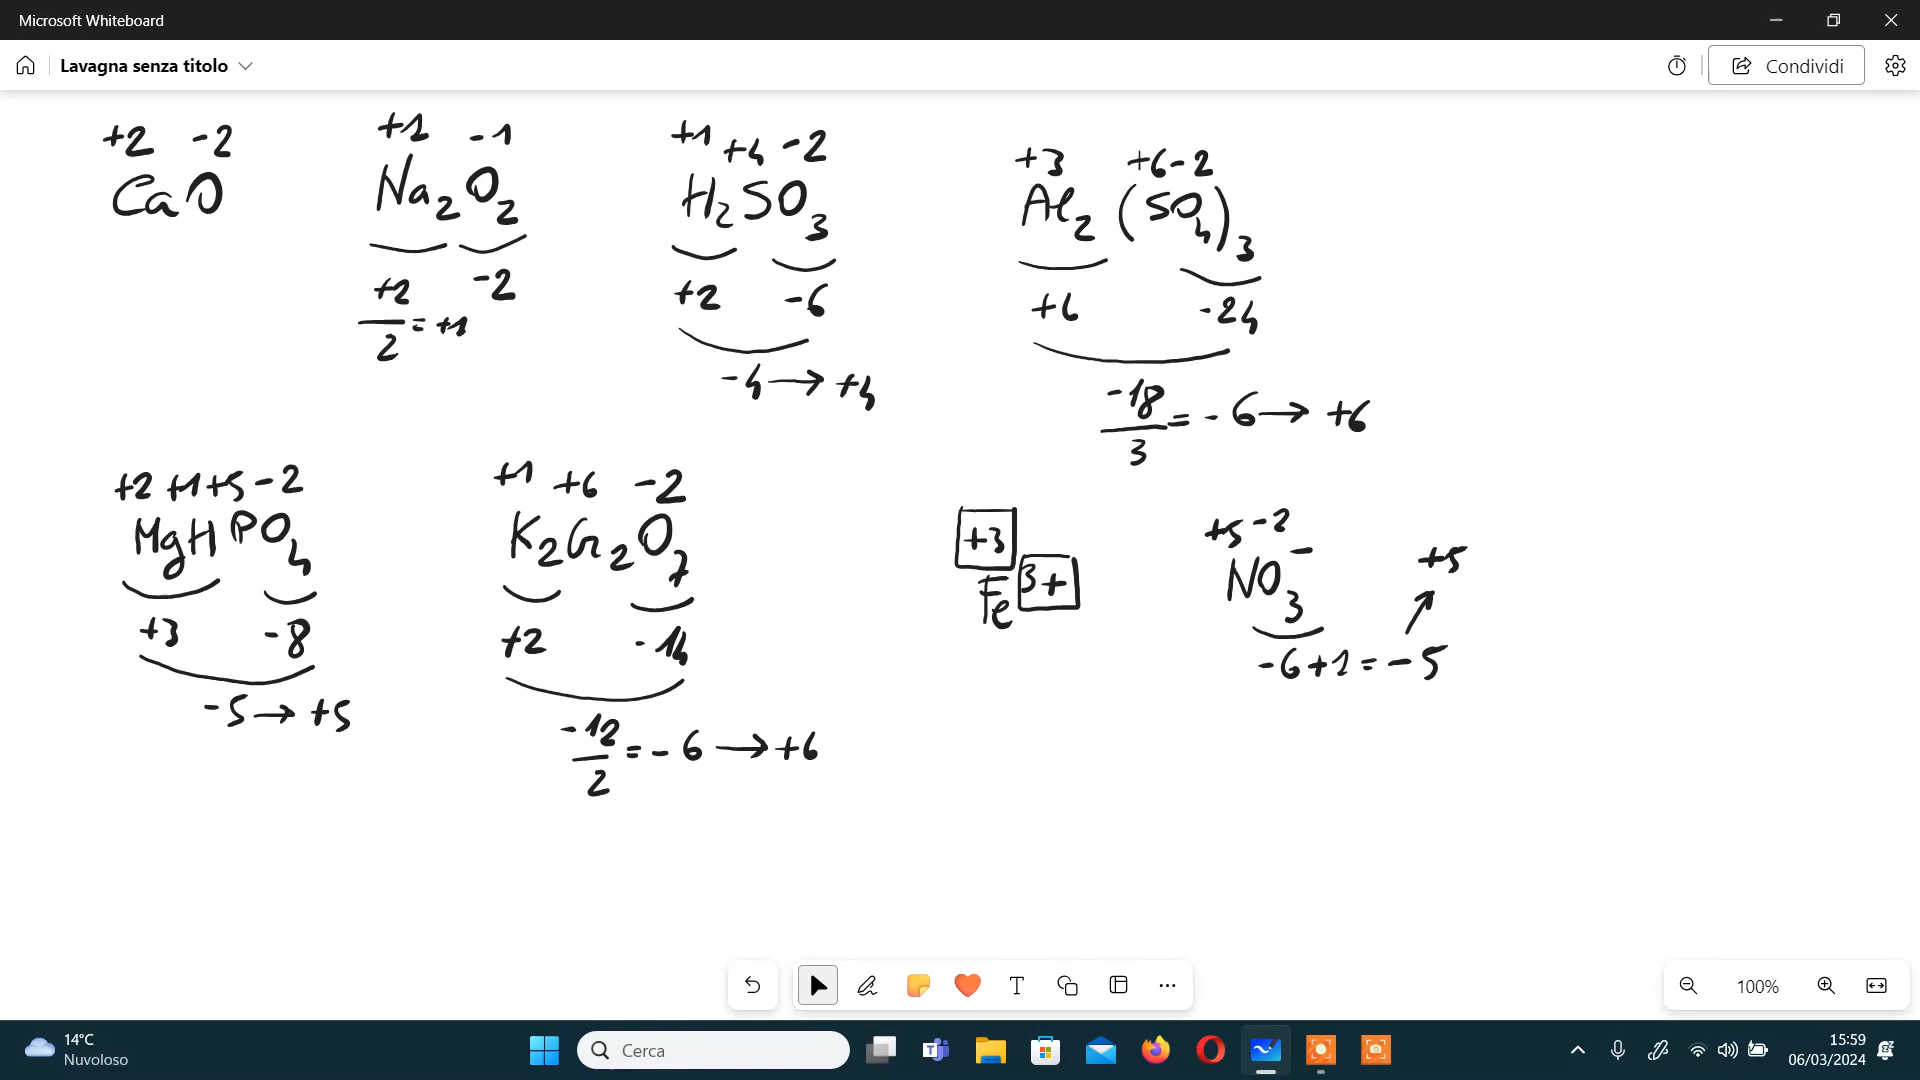 Microsoft Whiteboard
Lavagna senza titolo
Condividi
+2 -2
CaO
+2
—— = +1
2
+1 -1
Na2O2
-2
+1 +4 -2
H2SO3
+2 -6
-4 → +4
+3 +6 -2
Al2(SO4)3
+6 -24
-18
—— = -6 → +6
3
+2 +1 +5 -2
MgHPO4
+3 -8
-5 → +5
+1 +6 -2
K2Cr2O7
+2 -14
-12
—— = -6 → +6
2
+3
Fe 3+
+5 -2
NO3-
-6+1 = -5
+5
100%
14°C
Nuvoloso
Cerca
15:59
06/03/2024